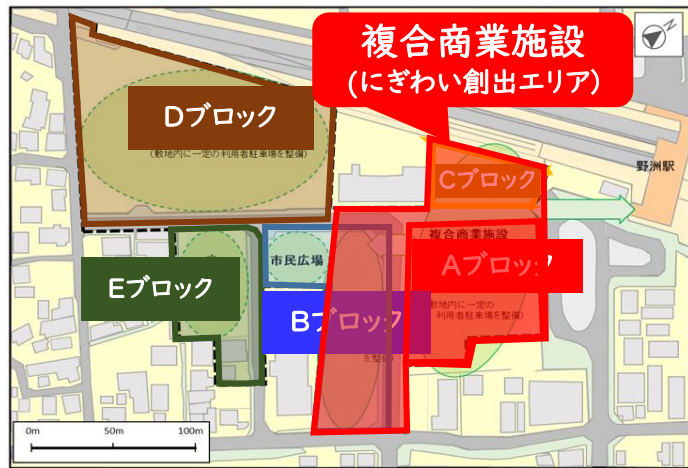 複合商業施設
(にぎわい創出エリア)
N
Dブロック
(敷地内に一定の利用者駐車場を整備)
野洲駅
Cブロック
複合商業施設
Aブロック
市民広場
Eブロック
Bブロック
敷地内に一定の
利用者駐車場を整備)
を整備)
0m 50m 100m